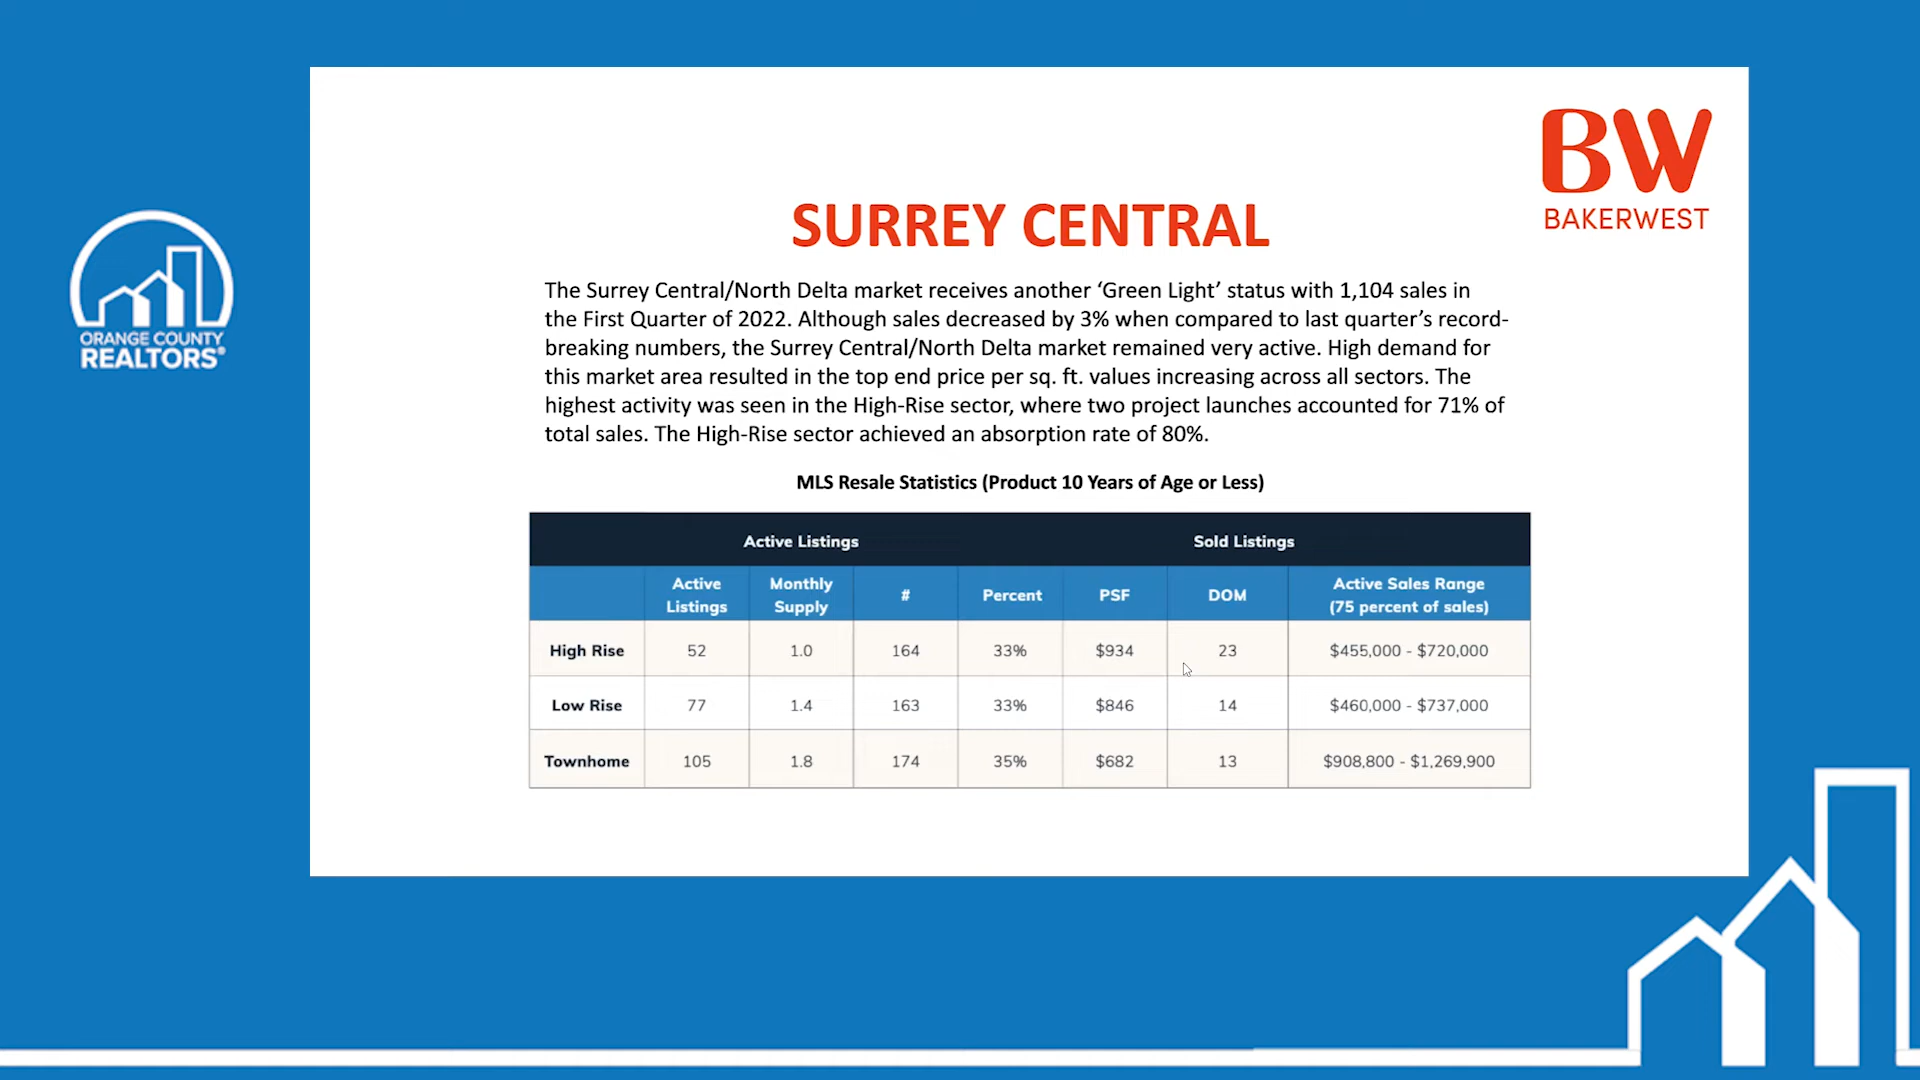 BW
BAKERWEST
ORANGE COUNTY
REALTORS®
SURREY CENTRAL
The Surrey Central/North Delta market receives another ‘Green Light’ status with 1,104 sales in
the First Quarter of 2022. Although sales decreased by 3% when compared to last quarter’s record-
breaking numbers, the Surrey Central/North Delta market remained very active. High demand for
this market area resulted in the top end price per sq. ft. values increasing across all sectors. The
highest activity was seen in the High-Rise sector, where two project launches accounted for 71% of
total sales. The High-Rise sector achieved an absorption rate of 80%.
MLS Resale Statistics (Product 10 Years of Age or Less)
Active Listings Sold Listings
Active Listings Monthly Supply # Percent PSF DOM Active Sales Range (75 percent of sales)
High Rise 52 1.0 164 33% $934 23 $455,000 - $720,000
Low Rise 77 1.4 163 33% $846 14 $460,000 - $737,000
Townhome 105 1.8 174 35% $682 13 $908,800 - $1,269,900